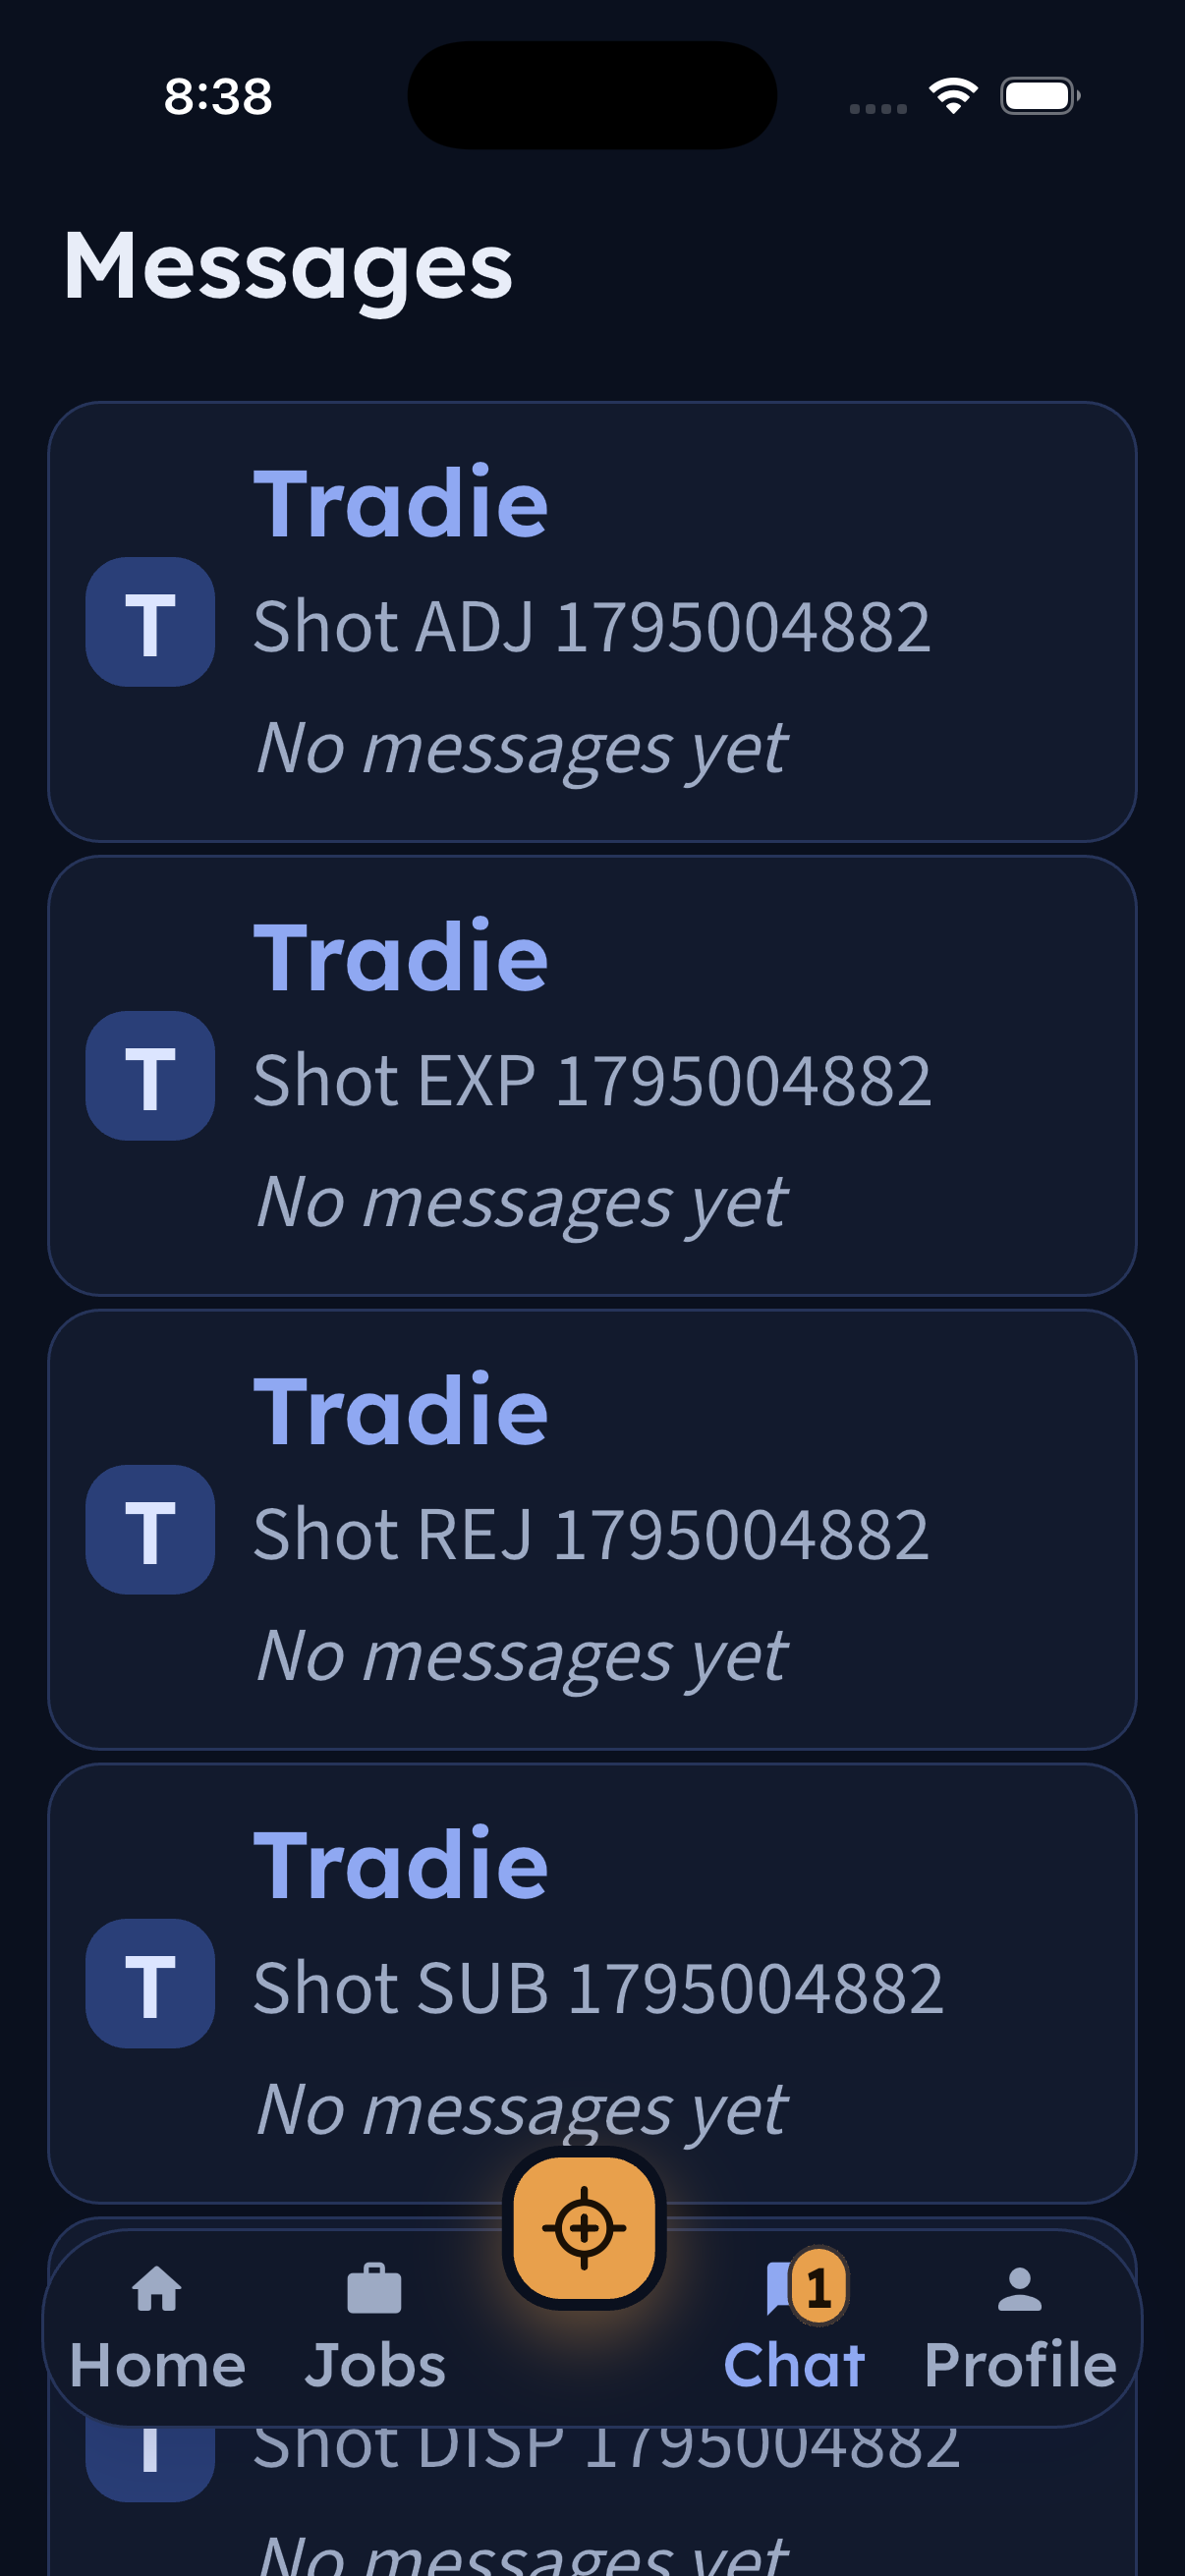 8:38
Messages
Tradie
T
Shot ADJ 1795004882
No messages yet
Tradie
T
Shot EXP 1795004882
No messages yet
Tradie
T
Shot REJ 1795004882
No messages yet
Tradie
T
Shot SUB 1795004882
No messages yet
1
Home
Jobs
Chat
Profile
T
Shot DISP 1795004882
No messages yet